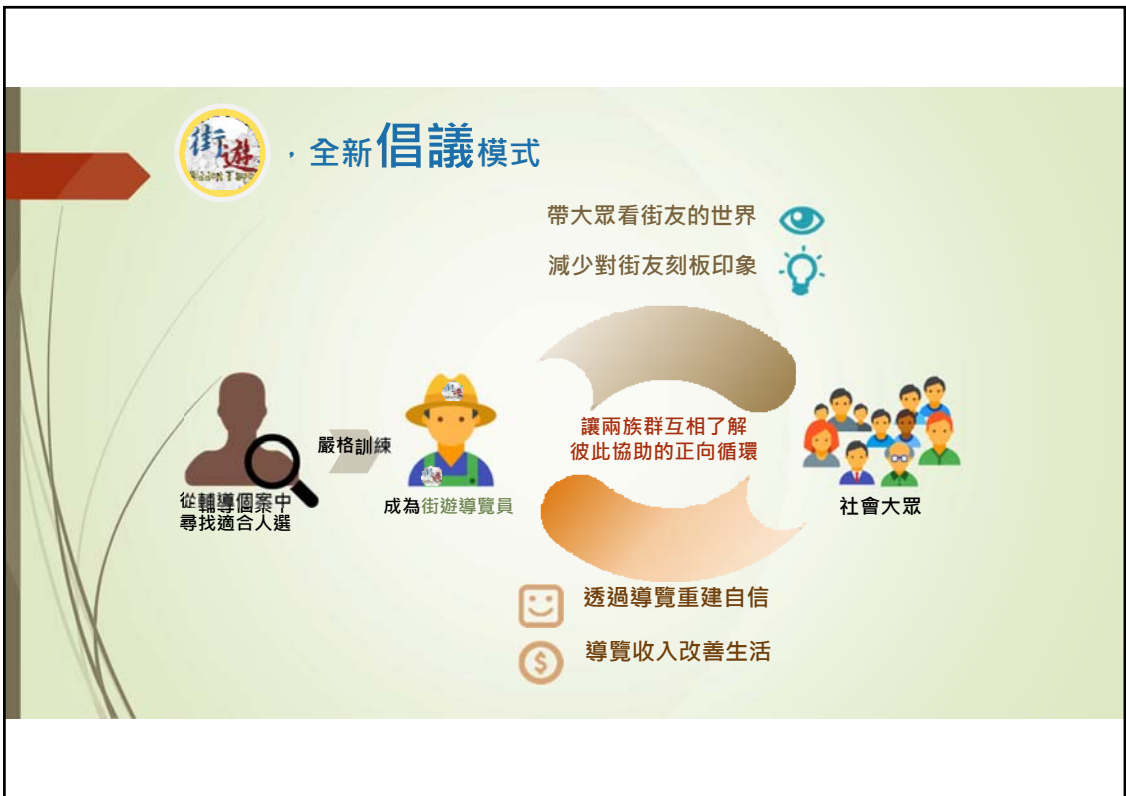 街遊
Hidden Taipei
，全新倡議模式
帶大眾看街友的世界
減少對街友刻板印象
讓兩族群互相了解
彼此協助的正向循環
嚴格訓練
從輔導個案中
尋找適合人選
成為街遊導覽員
社會大眾
透過導覽重建自信
導覽收入改善生活